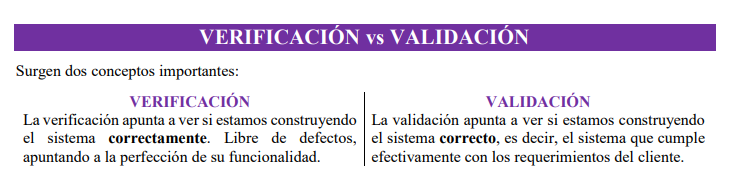 VERIFICACIÓN vs VALIDACIÓN
Surgen dos conceptos importantes:
VERIFICACIÓN
La verificación apunta a ver si estamos construyendo
el sistema correctamente. Libre de defectos,
apuntando a la perfección de su funcionalidad.
VALIDACIÓN
La validación apunta a ver si estamos construyendo
el sistema correcto, es decir, el sistema que cumple
efectivamente con los requerimientos del cliente.